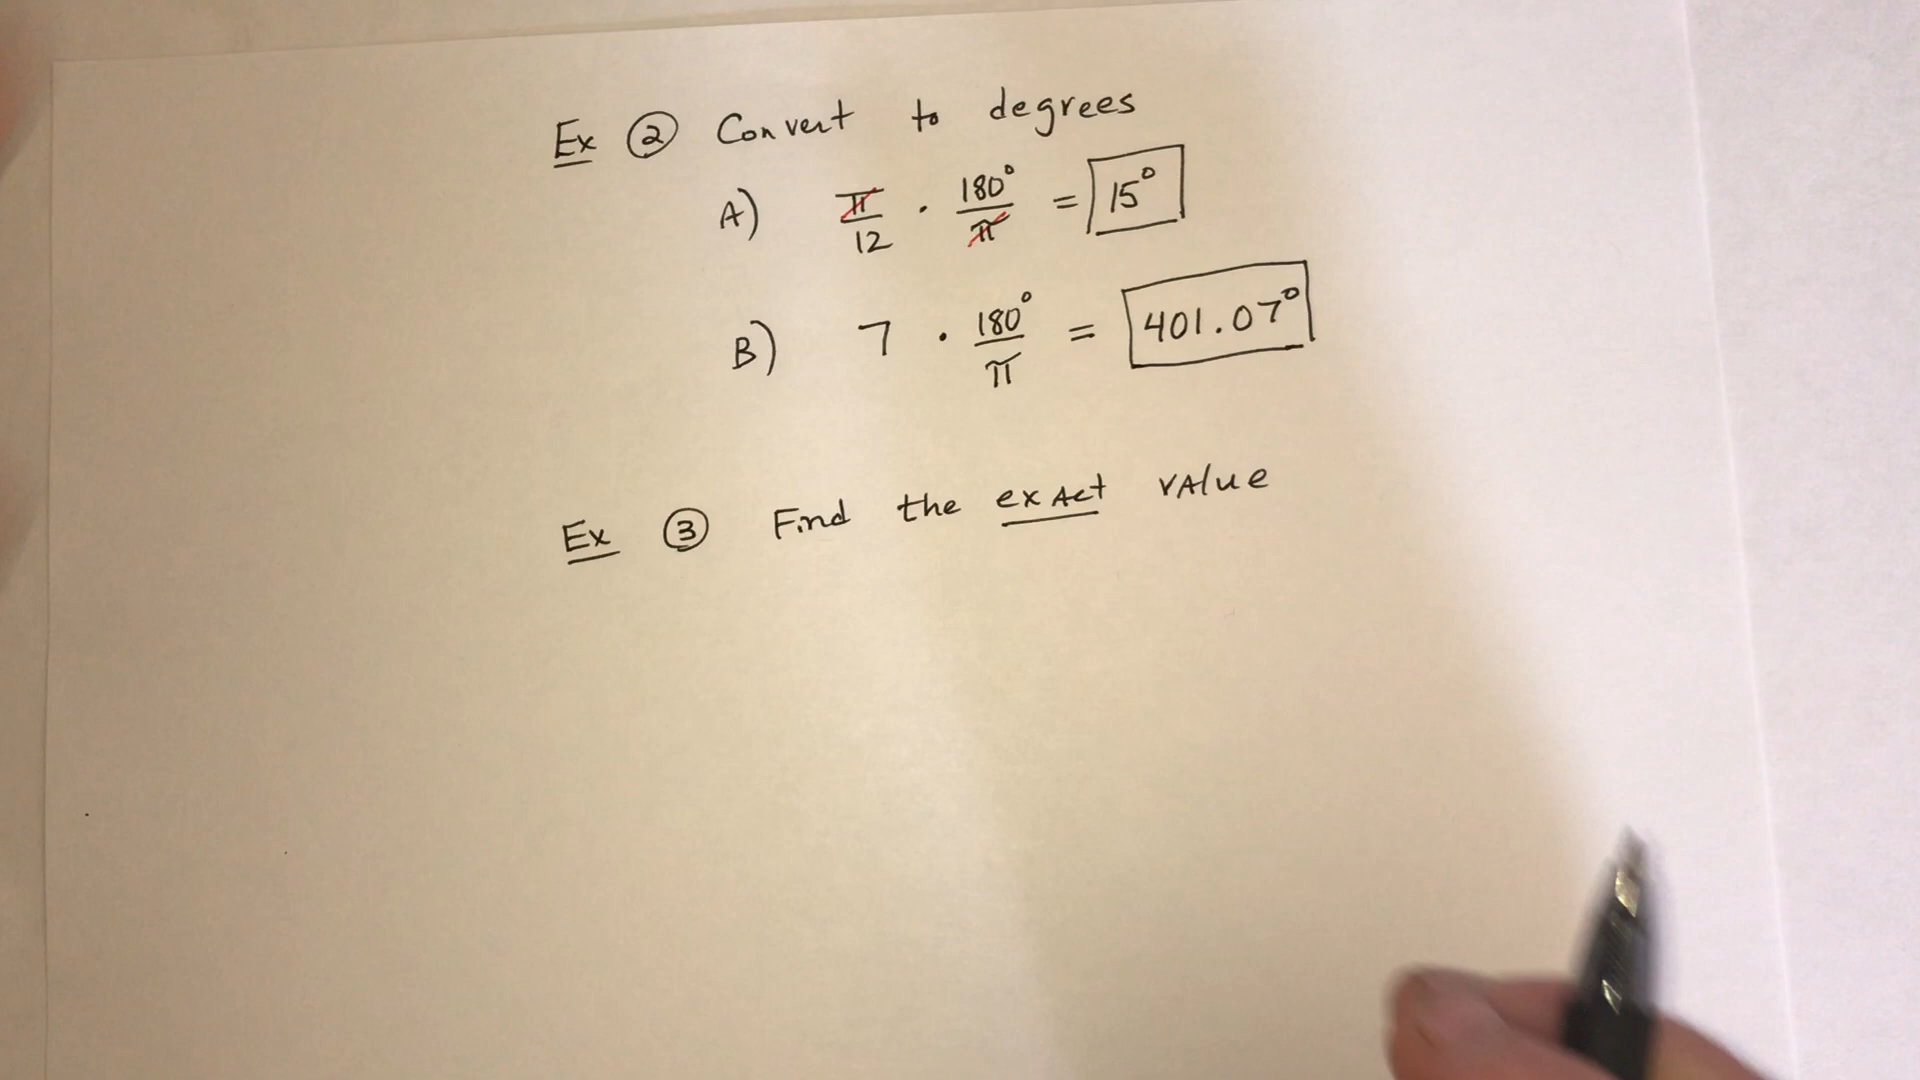 Ex ② Convert to degrees
A) π/12 · 180°/π = 15°
B) 7 · 180°/π = 401.07°
Ex ③ Find the exact value